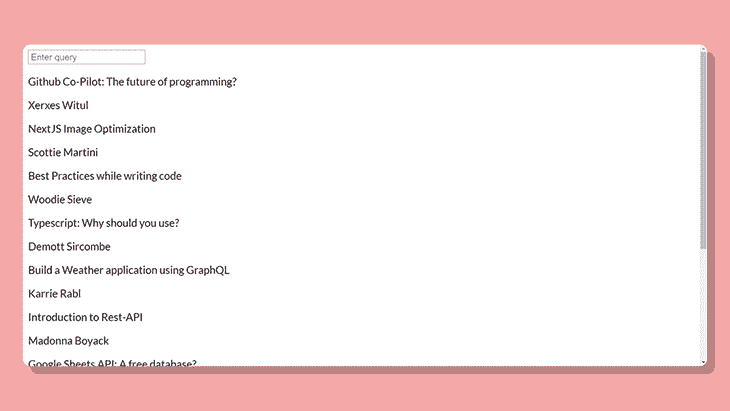 Enter query
Github Co-Pilot: The future of programming?
Xerxes Witul
NextJS Image Optimization
Scottie Martini
Best Practices while writing code
Woodie Sieve
Typescript: Why should you use?
Demott Sircombe
Build a Weather application using GraphQL
Karrie Rabl
Introduction to Rest-API
Madonna Boyack
Google Sheets API: A free database?